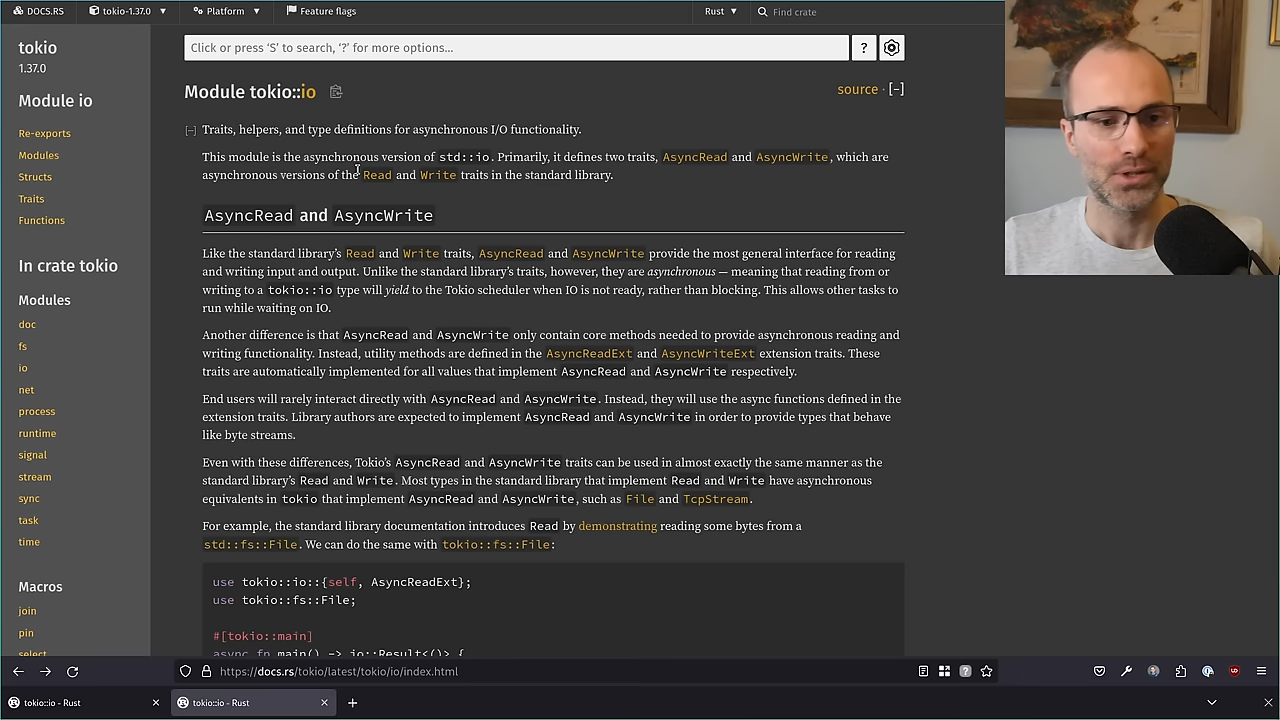 DOCS.RS
tokio-1.37.0
Platform
Feature flags
Rust
Find crate
tokio
1.37.0
Module io
Re-exports
Modules
Structs
Traits
Functions
In crate tokio
Modules
doc
fs
io
net
process
runtime
signal
stream
sync
task
time
Macros
join
pin
select
Click or press ‘S’ to search, ‘?’ for more options…
?
Module tokio::io
source · [-]
[-] Traits, helpers, and type definitions for asynchronous I/O functionality.
This module is the asynchronous version of std::io. Primarily, it defines two traits, AsyncRead and AsyncWrite, which are
asynchronous versions of the Read and Write traits in the standard library.
AsyncRead and AsyncWrite
Like the standard library’s Read and Write traits, AsyncRead and AsyncWrite provide the most general interface for reading
and writing input and output. Unlike the standard library’s traits, however, they are asynchronous — meaning that reading from or
writing to a tokio::io type will yield to the Tokio scheduler when IO is not ready, rather than blocking. This allows other tasks to
run while waiting on IO.
Another difference is that AsyncRead and AsyncWrite only contain core methods needed to provide asynchronous reading and
writing functionality. Instead, utility methods are defined in the AsyncReadExt and AsyncWriteExt extension traits. These
traits are automatically implemented for all values that implement AsyncRead and AsyncWrite respectively.
End users will rarely interact directly with AsyncRead and AsyncWrite. Instead, they will use the async functions defined in the
extension traits. Library authors are expected to implement AsyncRead and AsyncWrite in order to provide types that behave
like byte streams.
Even with these differences, Tokio’s AsyncRead and AsyncWrite traits can be used in almost exactly the same manner as the
standard library’s Read and Write. Most types in the standard library that implement Read and Write have asynchronous
equivalents in tokio that implement AsyncRead and AsyncWrite, such as File and TcpStream.
For example, the standard library documentation introduces Read by demonstrating reading some bytes from a
std::fs::File. We can do the same with tokio::fs::File:
use tokio::io::{self, AsyncReadExt};
use tokio::fs::File;
#[tokio::main]
async fn main() -> io::Result<()> {
https://docs.rs/tokio/latest/tokio/io/index.html
tokio::io - Rust
tokio::io - Rust